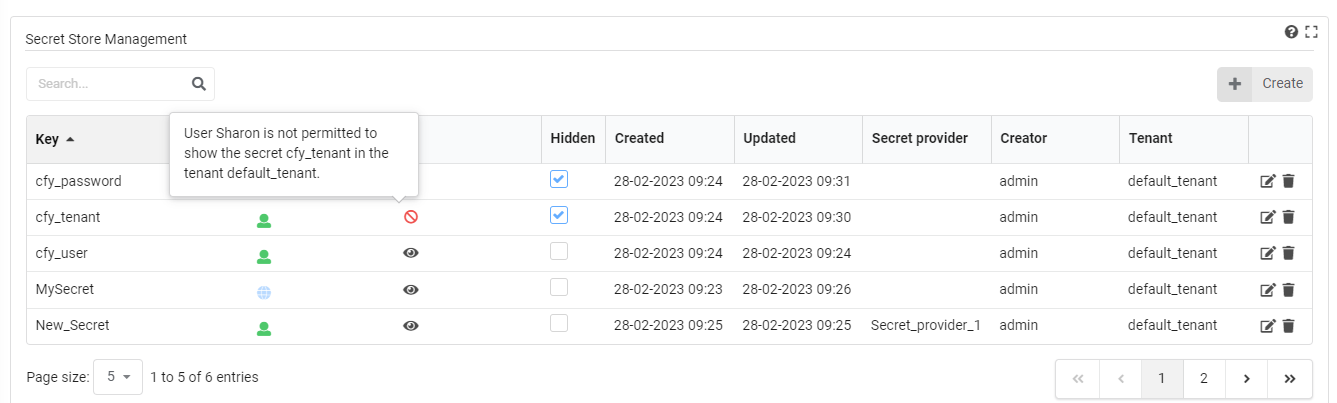 Secret Store Management
Search...
Create
Key Hidden Created Updated Secret provider Creator Tenant
User Sharon is not permitted to
show the secret cfy_tenant in the
tenant default_tenant.
cfy_password 28-02-2023 09:24 28-02-2023 09:31 admin default_tenant
cfy_tenant 28-02-2023 09:24 28-02-2023 09:30 admin default_tenant
cfy_user 28-02-2023 09:24 28-02-2023 09:24 admin default_tenant
MySecret 28-02-2023 09:23 28-02-2023 09:26 admin default_tenant
New_Secret 28-02-2023 09:25 28-02-2023 09:25 Secret_provider_1 admin default_tenant
Page size: 5 1 to 5 of 6 entries « ‹ 1 2 › »